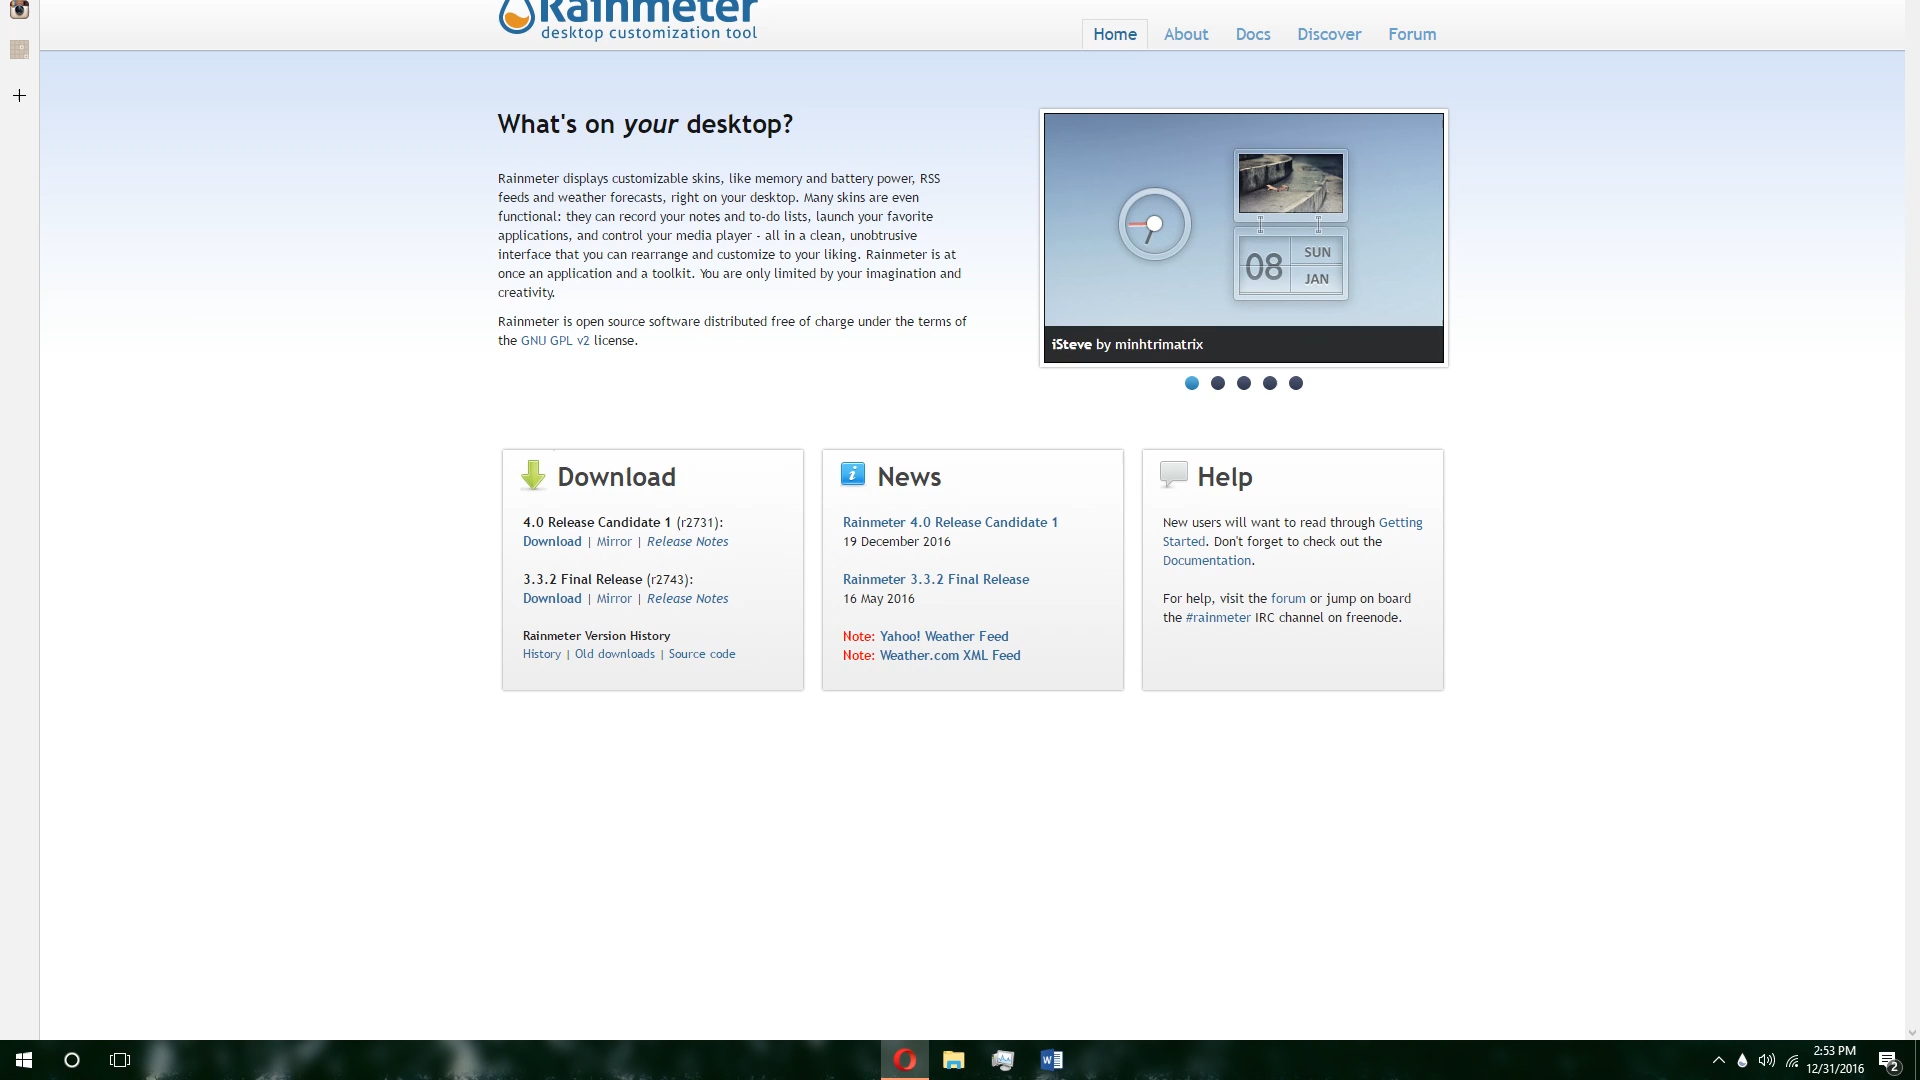 Rainmeter
desktop customization tool
Home About Docs Discover Forum
What's on your desktop?
Rainmeter displays customizable skins, like memory and battery power, RSS
feeds and weather forecasts, right on your desktop. Many skins are even
functional: they can record your notes and to-do lists, launch your favorite
applications, and control your media player - all in a clean, unobtrusive
interface that you can rearrange and customize to your liking. Rainmeter is at
once an application and a toolkit. You are only limited by your imagination and
creativity.
Rainmeter is open source software distributed free of charge under the terms of
the GNU GPL v2 license.
08
SUN
JAN
iSteve by minhtrimatrix
Download
4.0 Release Candidate 1 (r2731):
Download | Mirror | Release Notes
3.3.2 Final Release (r2743):
Download | Mirror | Release Notes
Rainmeter Version History
History | Old downloads | Source code
News
Rainmeter 4.0 Release Candidate 1
19 December 2016
Rainmeter 3.3.2 Final Release
16 May 2016
Note: Yahoo! Weather Feed
Note: Weather.com XML Feed
Help
New users will want to read through Getting
Started. Don't forget to check out the
Documentation.
For help, visit the forum or jump on board
the #rainmeter IRC channel on freenode.
2:53 PM
12/31/2016
2